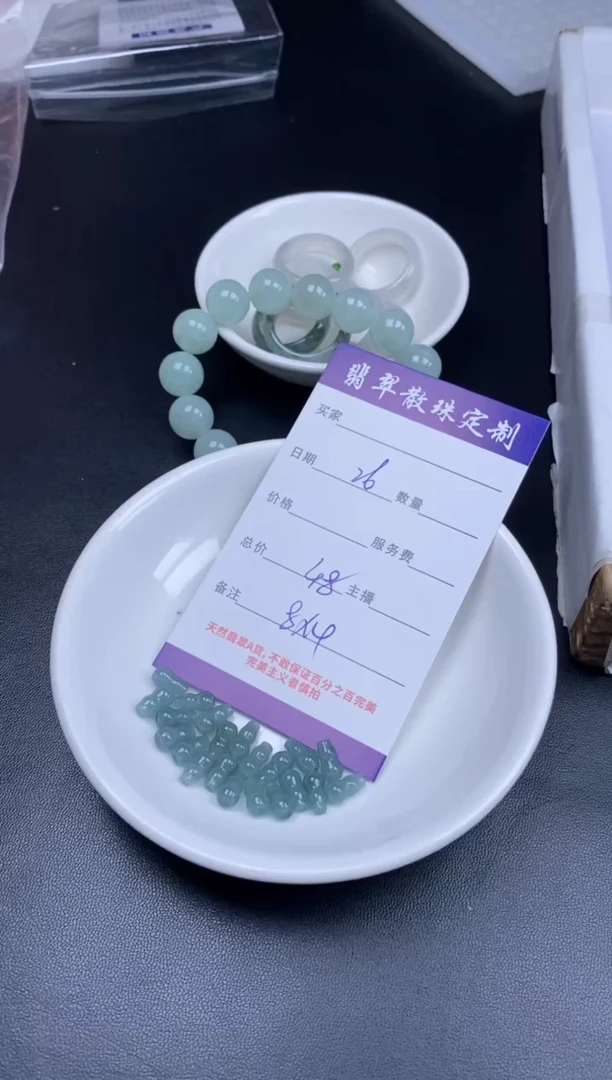 翡翠散珠定制
买家
日期 26 数量
价格 服务费
总价 48 主播
备注 8x4
天然翡翠A货,不敢保证百分之百完美
完美主义者慎拍